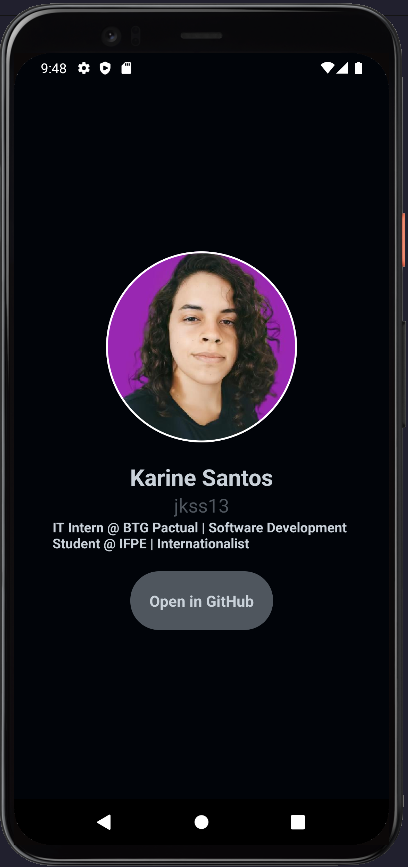 9:48
Karine Santos
jkss13
IT Intern @ BTG Pactual | Software Development
Student @ IFPE | Internationalist
Open in GitHub